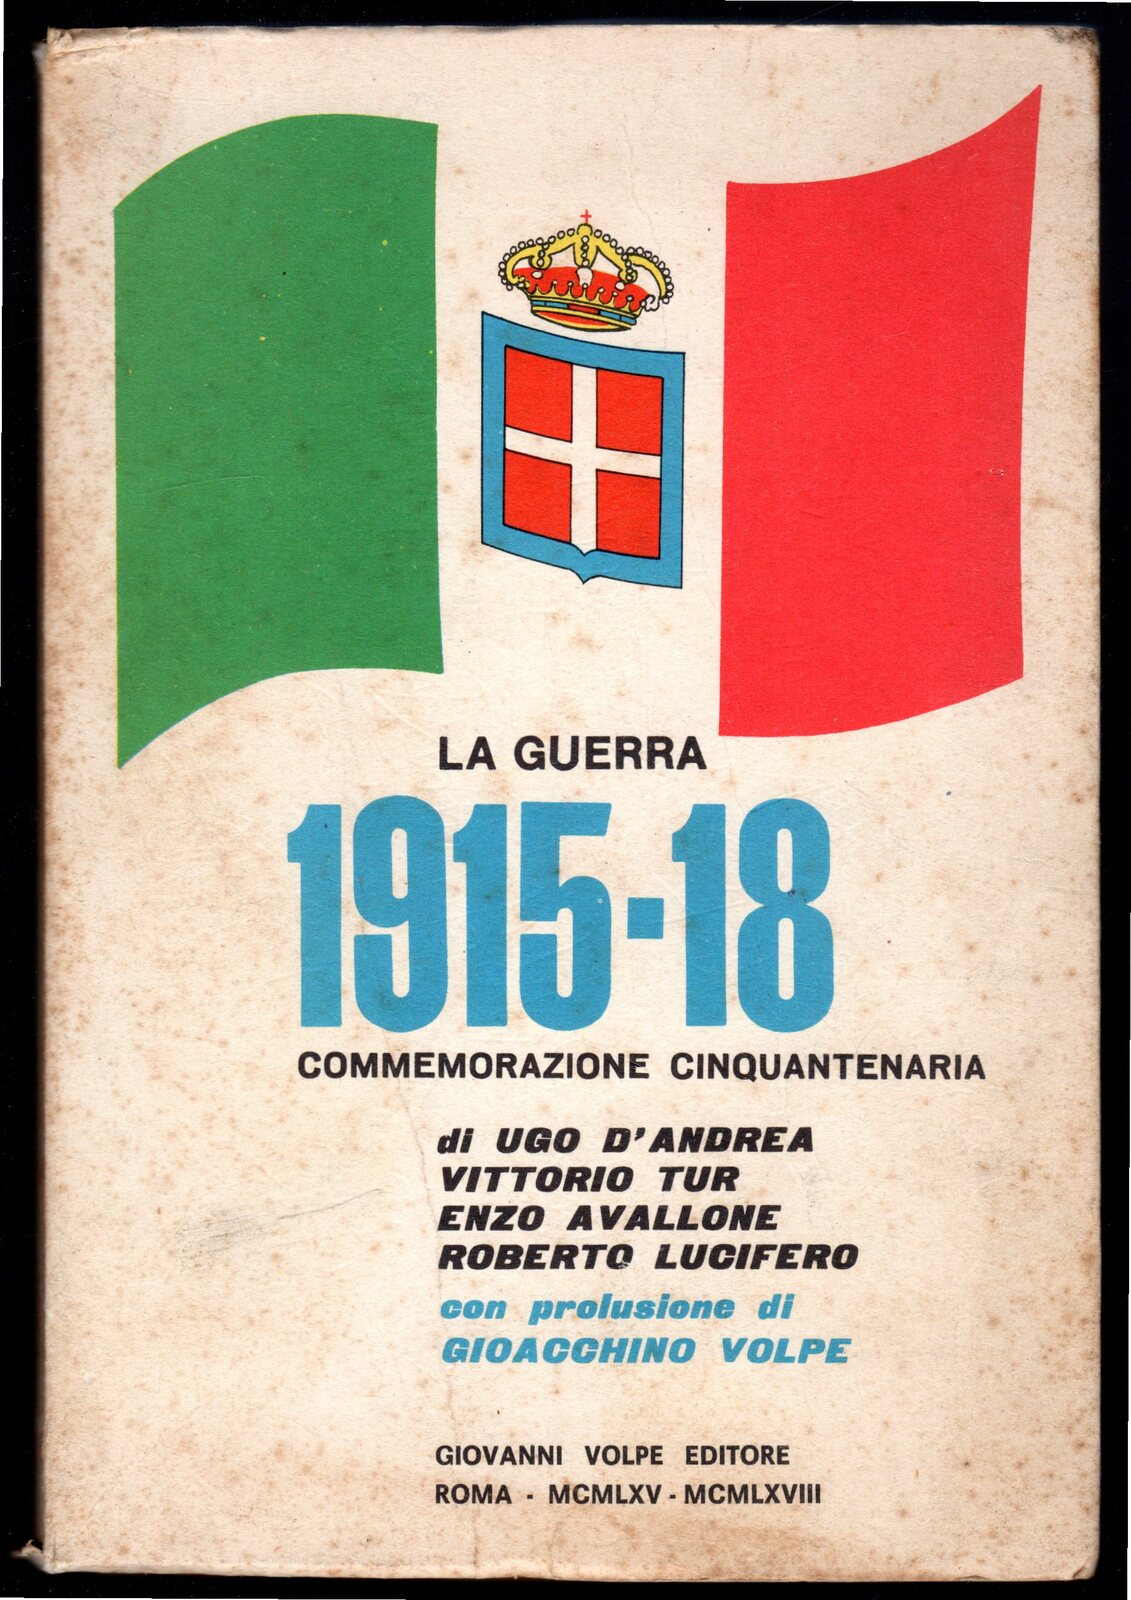 LA GUERRA
1915-18
COMMEMORAZIONE CINQUANTENARIA
di UGO D'ANDREA
VITTORIO TUR
ENZO AVALLONE
ROBERTO LUCIFERO
con prolusione di
GIOACCHINO VOLPE
GIOVANNI VOLPE EDITORE
ROMA - MCMLXV - MCMLXVIII